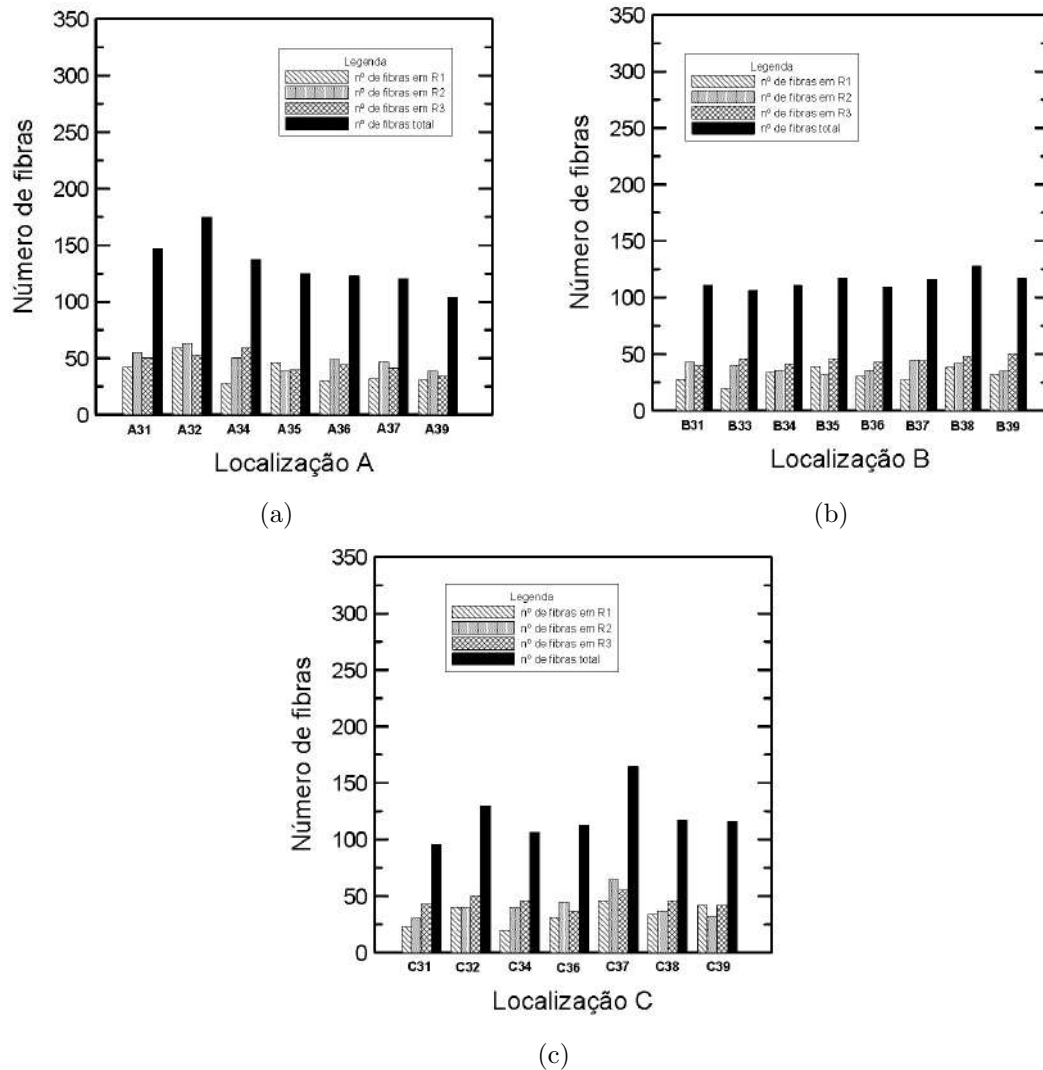 350
300
250
200
150
100
50
0
Número de fibras
Legenda
nº de fibras em R1
nº de fibras em R2
nº de fibras em R3
nº de fibras total
A31 A32 A34 A35 A36 A37 A39
Localização A
(a)
350
300
250
200
150
100
50
0
Número de fibras
Legenda
nº de fibras em R1
nº de fibras em R2
nº de fibras em R3
nº de fibras total
B31 B33 B34 B35 B36 B37 B38 B39
Localização B
(b)
350
300
250
200
150
100
50
0
Número de fibras
Legenda
nº de fibras em R1
nº de fibras em R2
nº de fibras em R3
nº de fibras total
C31 C32 C34 C36 C37 C38 C39
Localização C
(c)